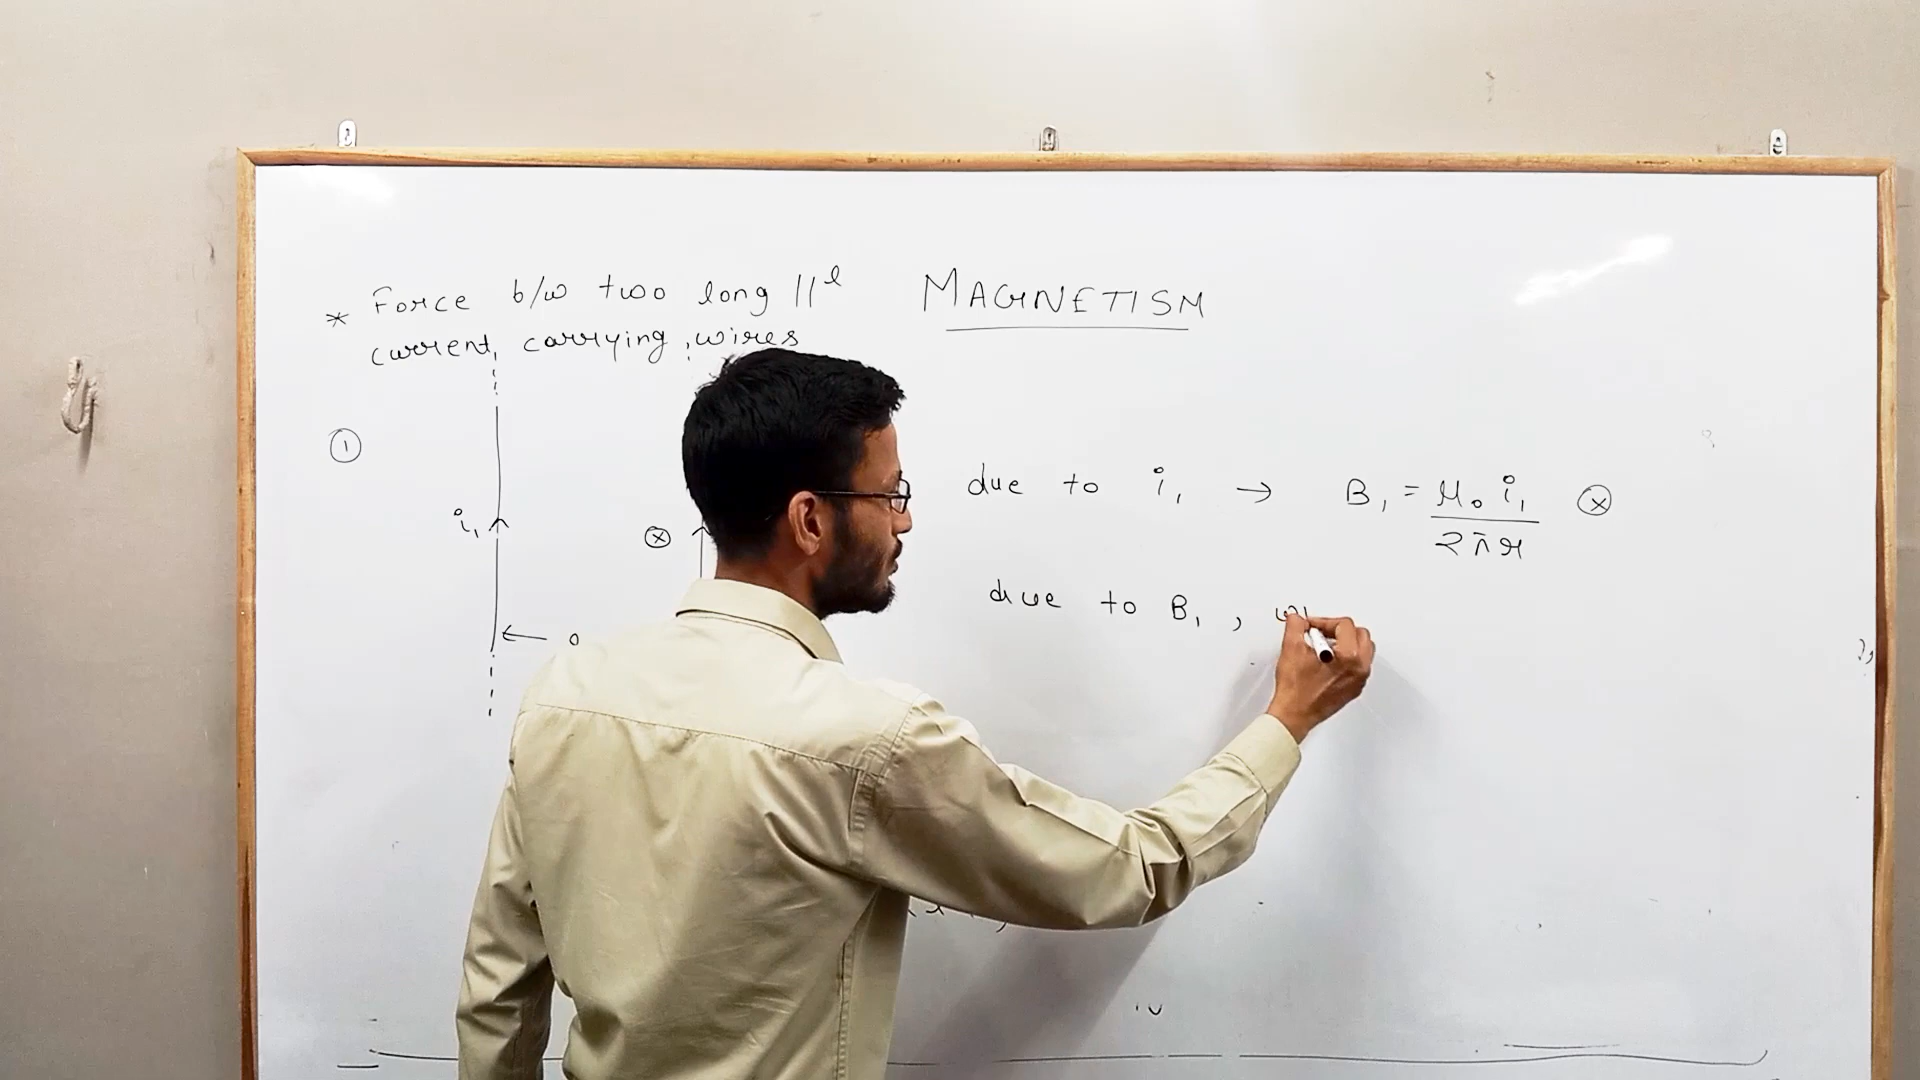 MAGNETISM
* Force b/w two long ||l
current carrying wires
①
i₁
⊗
due to i₁ → B₁ = μ₀ i₁ / 2πr ⊗
due to B₁ ,